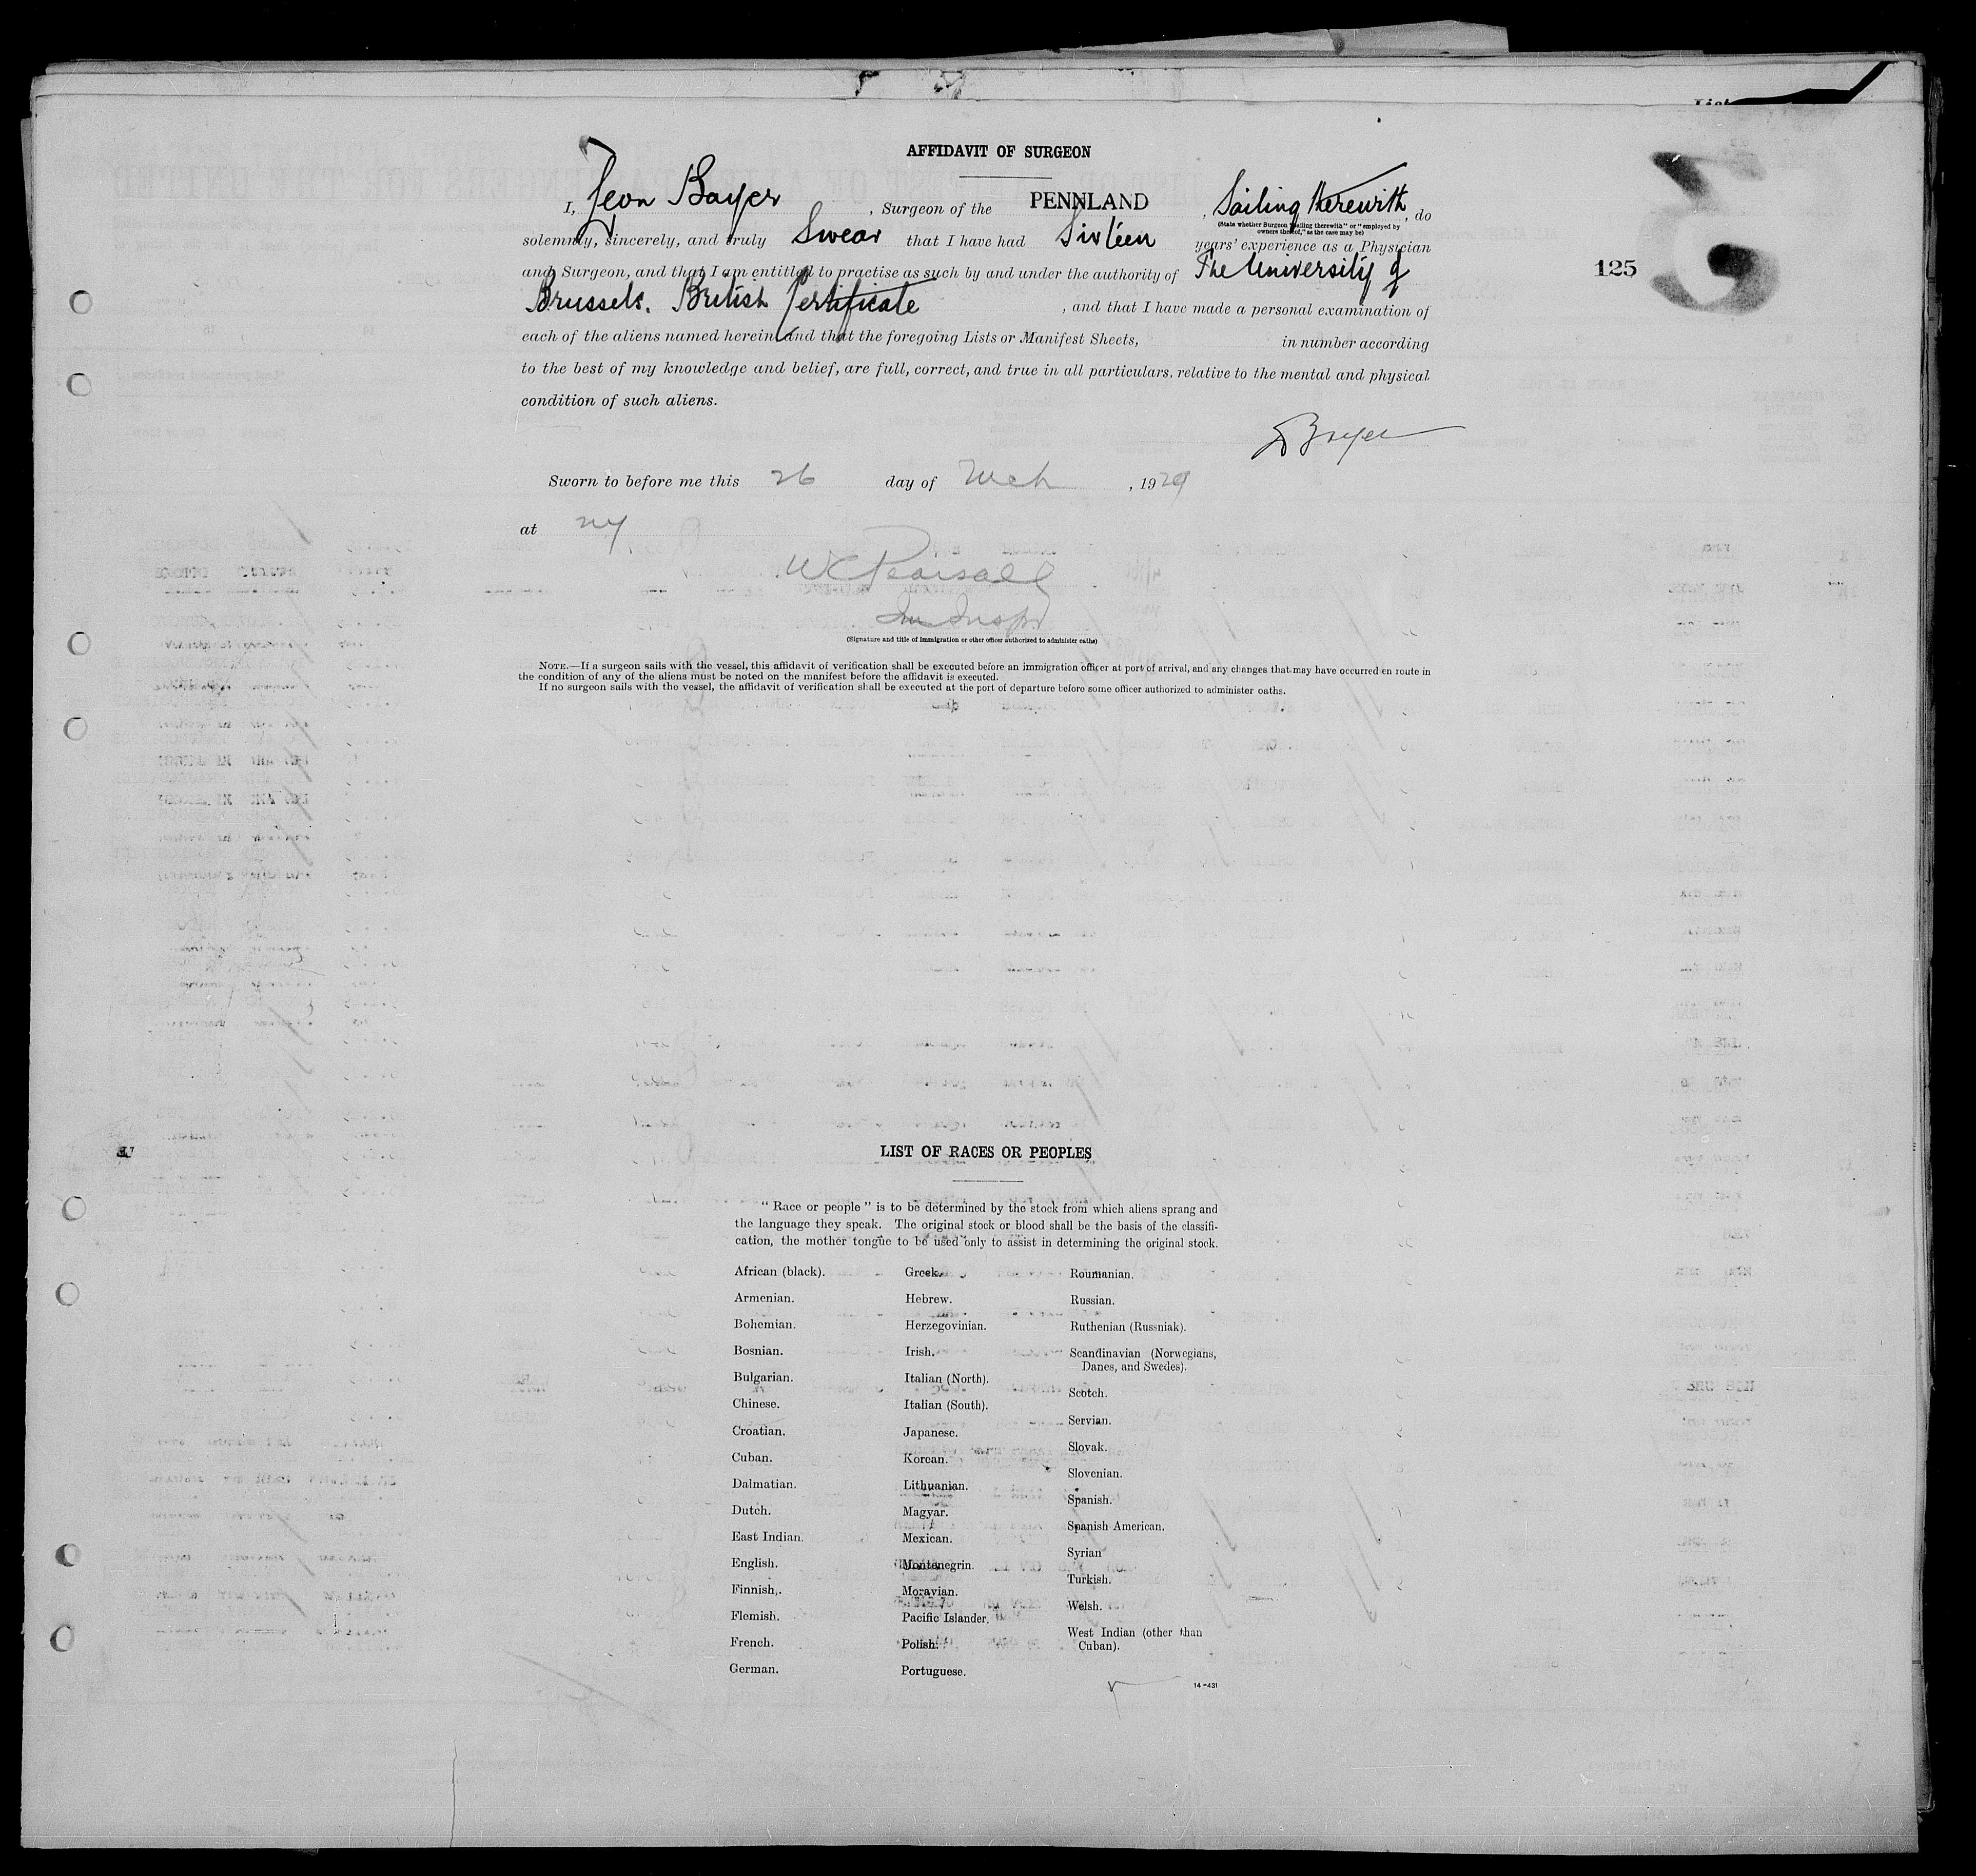 AFFIDAVIT OF SURGEON
I, Leon Bayer, Surgeon of the PENNLAND, Sailing therewith, do
(State whether Surgeon "sailing therewith" or "employed by owners thereof," as the case may be)
solemnly, sincerely, and truly Swear that I have had Sixteen years' experience as a Physician
and Surgeon, and that I am entitled to practise as such by and under the authority of The University of
125
Brussels. British Certificate, and that I have made a personal examination of
each of the aliens named herein and that the foregoing Lists or Manifest Sheets, in number according
to the best of my knowledge and belief, are full, correct, and true in all particulars, relative to the mental and physical
condition of such aliens.
Bayer
Sworn to before me this 26 day of Mch, 1929
at NY
W C Pearsall
Im Inspr
(Signature and title of immigration or other officer authorized to administer oaths)
NOTE.—If a surgeon sails with the vessel, this affidavit of verification shall be executed before an immigration officer at port of arrival, and any changes that may have occurred en route in
the condition of any of the aliens must be noted on the manifest before the affidavit is executed.
If no surgeon sails with the vessel, the affidavit of verification shall be executed at the port of departure before some officer authorized to administer oaths.
LIST OF RACES OR PEOPLES
"Race or people" is to be determined by the stock from which aliens sprang and
the language they speak. The original stock or blood shall be the basis of the classifi-
cation, the mother tongue to be used only to assist in determining the original stock.
African (black).
Armenian.
Bohemian.
Bosnian.
Bulgarian.
Chinese.
Croatian.
Cuban.
Dalmatian.
Dutch.
East Indian.
English.
Finnish.
Flemish.
French.
German.
Greek.
Hebrew.
Herzegovinian.
Irish.
Italian (North).
Italian (South).
Japanese.
Korean.
Lithuanian.
Magyar.
Mexican.
Montenegrin.
Moravian.
Pacific Islander.
Polish.
Portuguese.
Roumanian.
Russian.
Ruthenian (Russniak).
Scandinavian (Norwegians,
Danes, and Swedes).
Scotch.
Servian.
Slovak.
Slovenian.
Spanish.
Spanish American.
Syrian
Turkish.
Welsh.
West Indian (other than
Cuban).
14-431